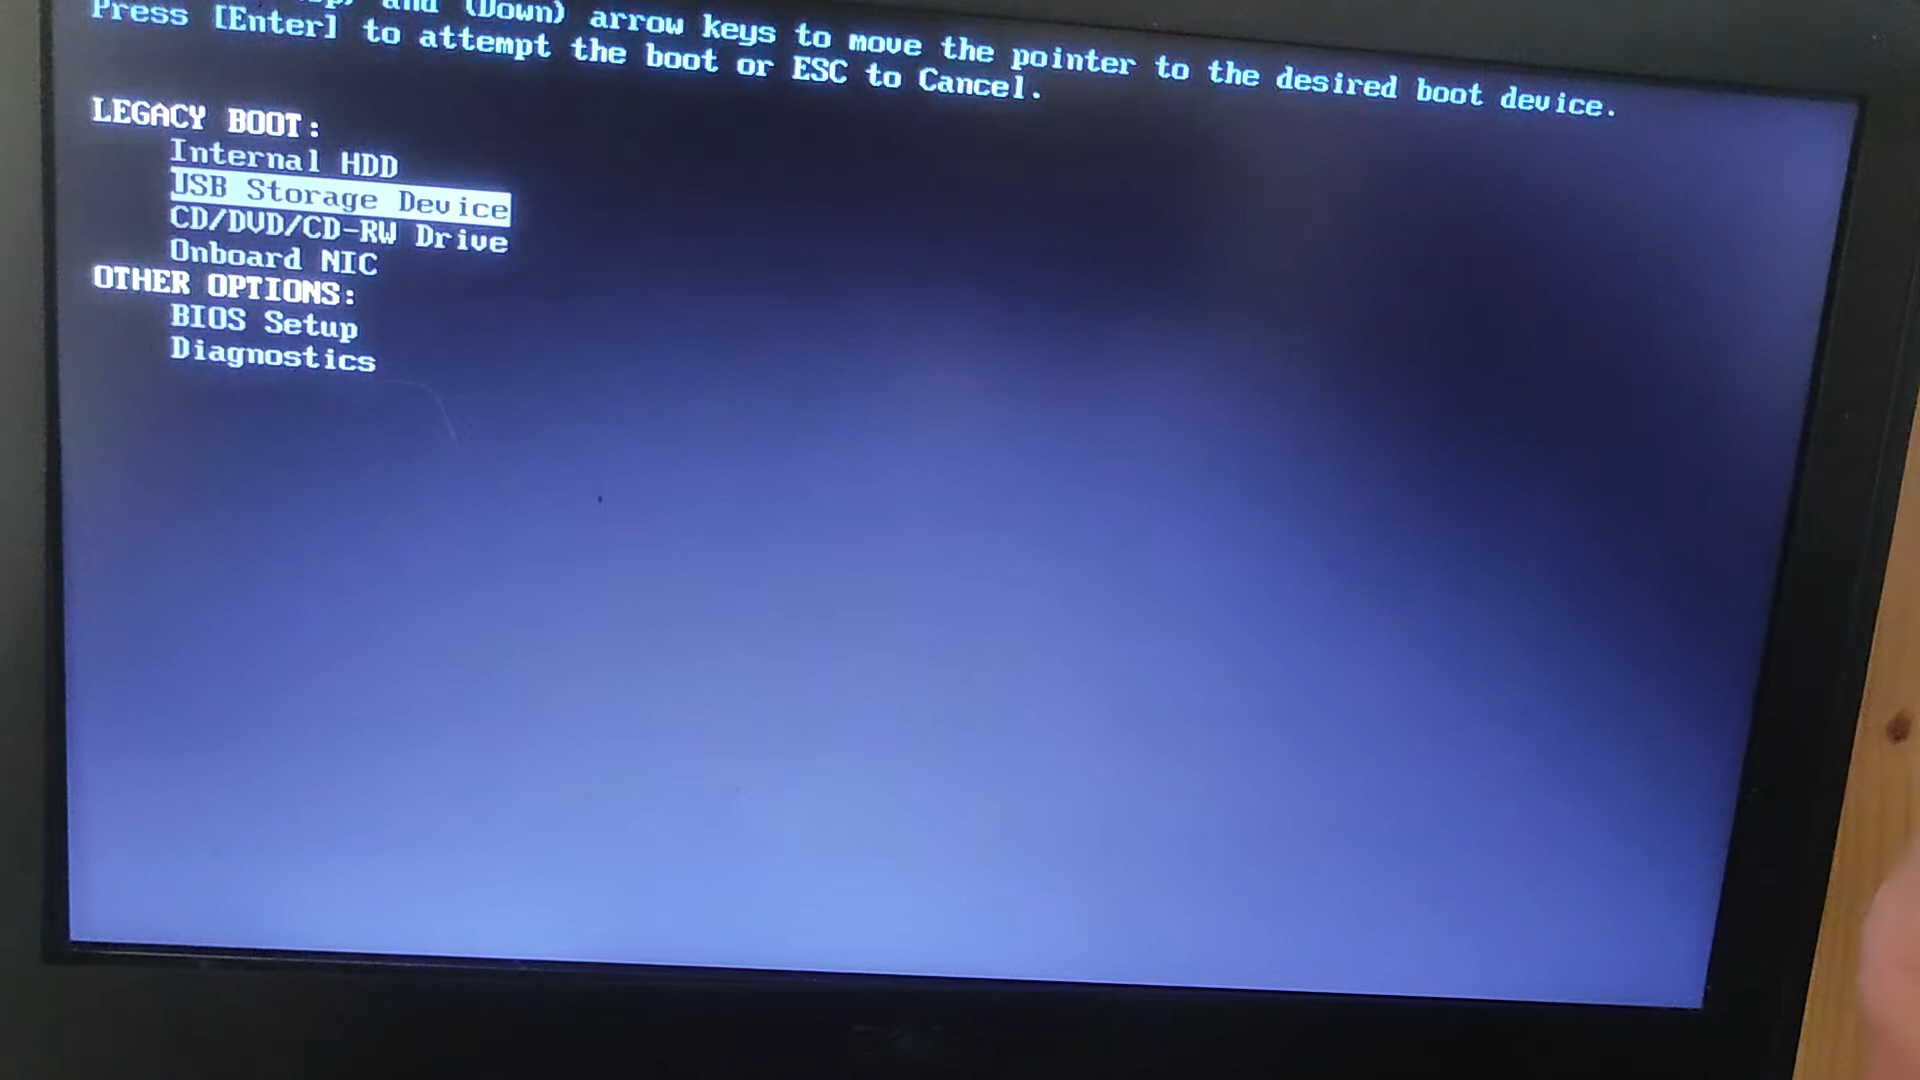 and (Down) arrow keys to move the pointer to the desired boot device.
Press [Enter] to attempt the boot or ESC to Cancel.
LEGACY BOOT:
Internal HDD
USB Storage Device
CD/DVD/CD-RW Drive
Onboard NIC
OTHER OPTIONS:
BIOS Setup
Diagnostics